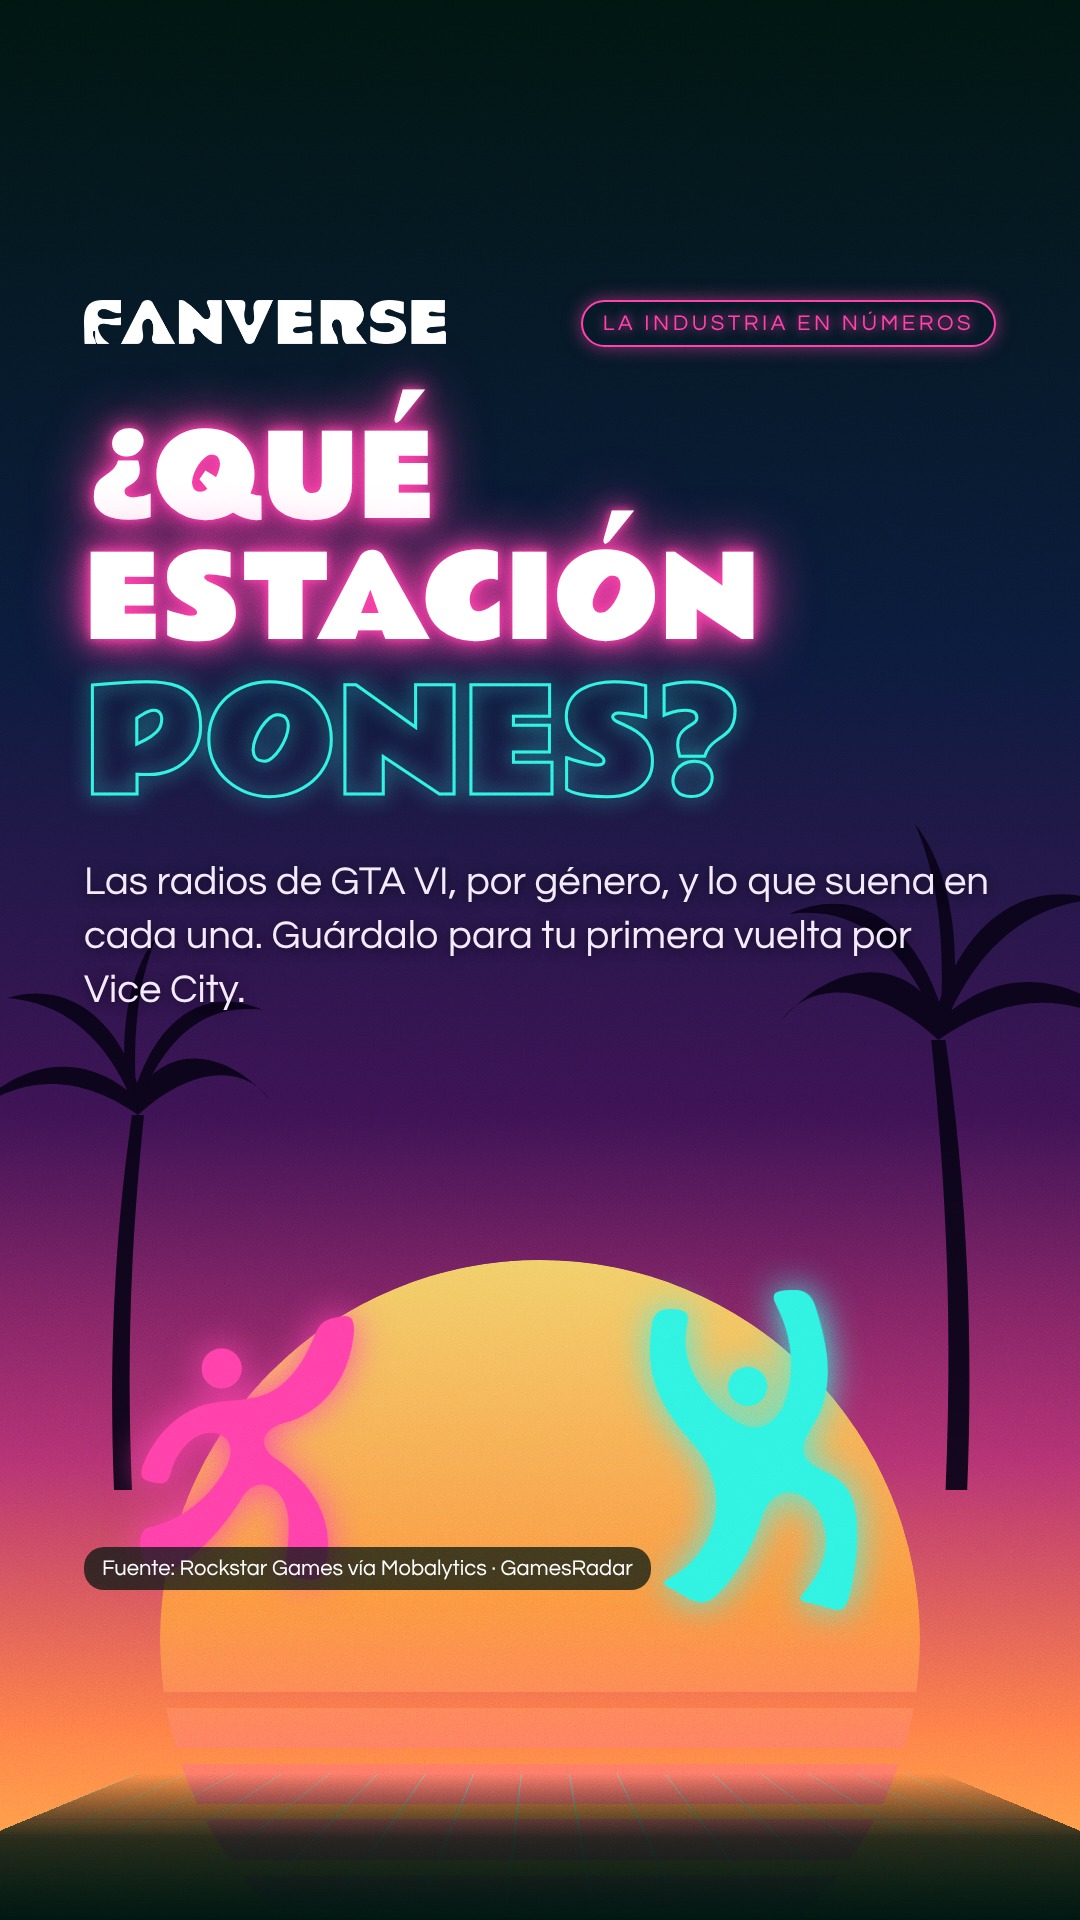 FANVERSE
LA INDUSTRIA EN NÚMEROS
¿QUÉ
ESTACIÓN
PONES?
Las radios de GTA VI, por género, y lo que suena en
cada una. Guárdalo para tu primera vuelta por
Vice City.
Fuente: Rockstar Games vía Mobalytics · GamesRadar